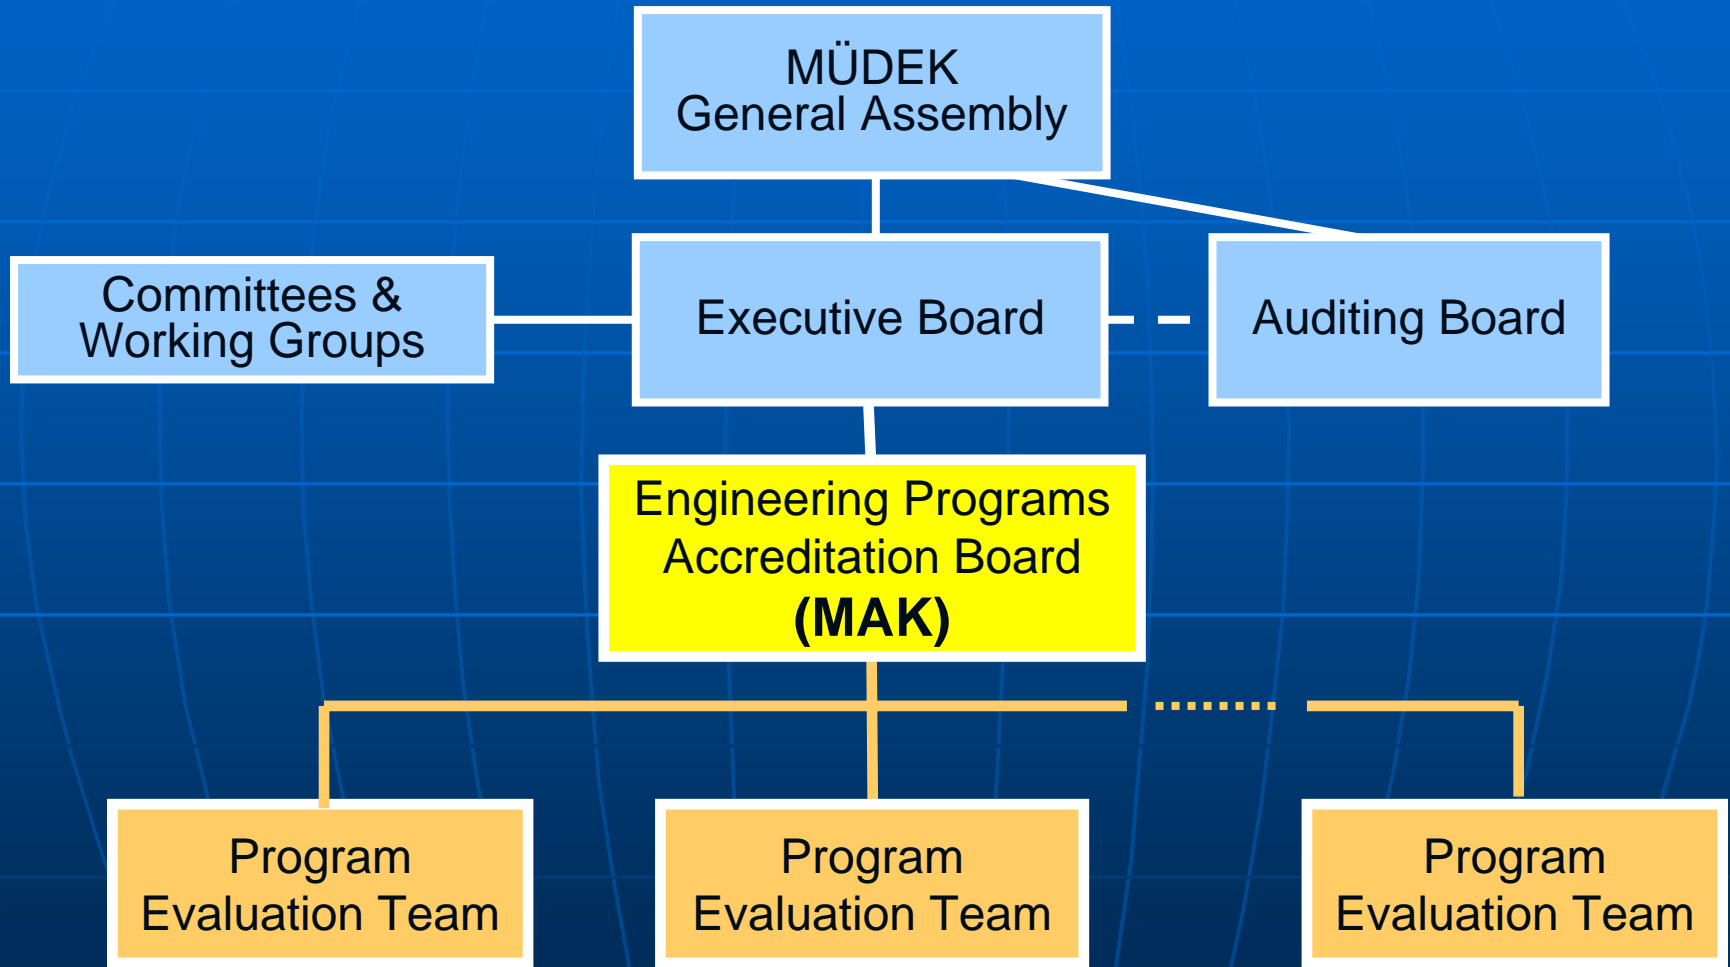 MÜDEK
General Assembly
Committees &
Working Groups
Executive Board
Auditing Board
Engineering Programs
Accreditation Board
(MAK)
Program
Evaluation Team
Program
Evaluation Team
Program
Evaluation Team